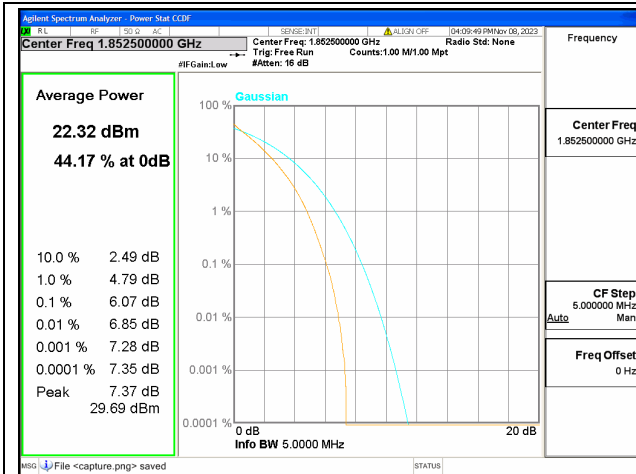 Agilent Spectrum Analyzer - Power Stat CCDF
RL RF 50 Ω AC SENSE:INT ALIGN OFF 04:09:49 PM Nov 08, 2023
Center Freq 1.852500000 GHz
Center Freq: 1.852500000 GHz Radio Std: None
Trig: Free Run Counts:1.00 M/1.00 Mpt
#IFGain:Low #Atten: 16 dB
Frequency
Average Power
22.32 dBm
44.17 % at 0dB
10.0 % 2.49 dB
1.0 % 4.79 dB
0.1 % 6.07 dB
0.01 % 6.85 dB
0.001 % 7.28 dB
0.0001 % 7.35 dB
Peak 7.37 dB
29.69 dBm
Gaussian
100 %
10 %
1 %
0.1 %
0.01 %
0.001 %
0.0001 %
0 dB 20 dB
Info BW 5.0000 MHz
Center Freq
1.852500000 GHz
CF Step
5.000000 MHz
Auto Man
Freq Offset
0 Hz
MSG File <capture.png> saved STATUS